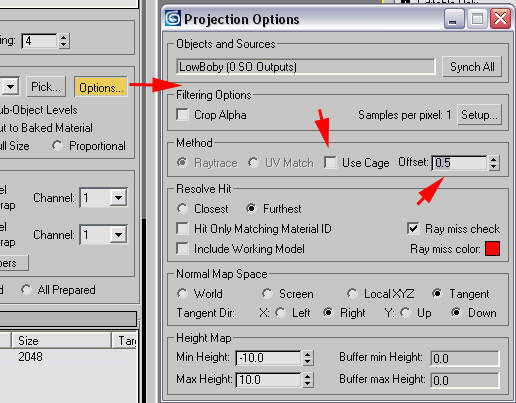 Editable Poly
Projection Options
ing: 4
Objects and Sources
LowBoby (0 SO Outputs) Synch All
Pick... Options...
Filtering Options
ub-Object Levels
Crop Alpha Samples per pixel: 1 Setup...
ut to Baked Material
ull Size Proportional
Method
Raytrace UV Match Use Cage Offset: 0.5
Resolve Hit
el
rap Channel: 1
Closest Furthest
Hit Only Matching Material ID Ray miss check
el
rap Channel: 1
Include Working Model Ray miss color:
pers
Normal Map Space
d All Prepared
World Screen Local XYZ Tangent
Tangent Dir: X: Left Right Y: Up Down
Size
2048
Height Map
Min Height: -10.0 Buffer min Height: 0.0
Max Height: 10.0 Buffer max Height: 0.0